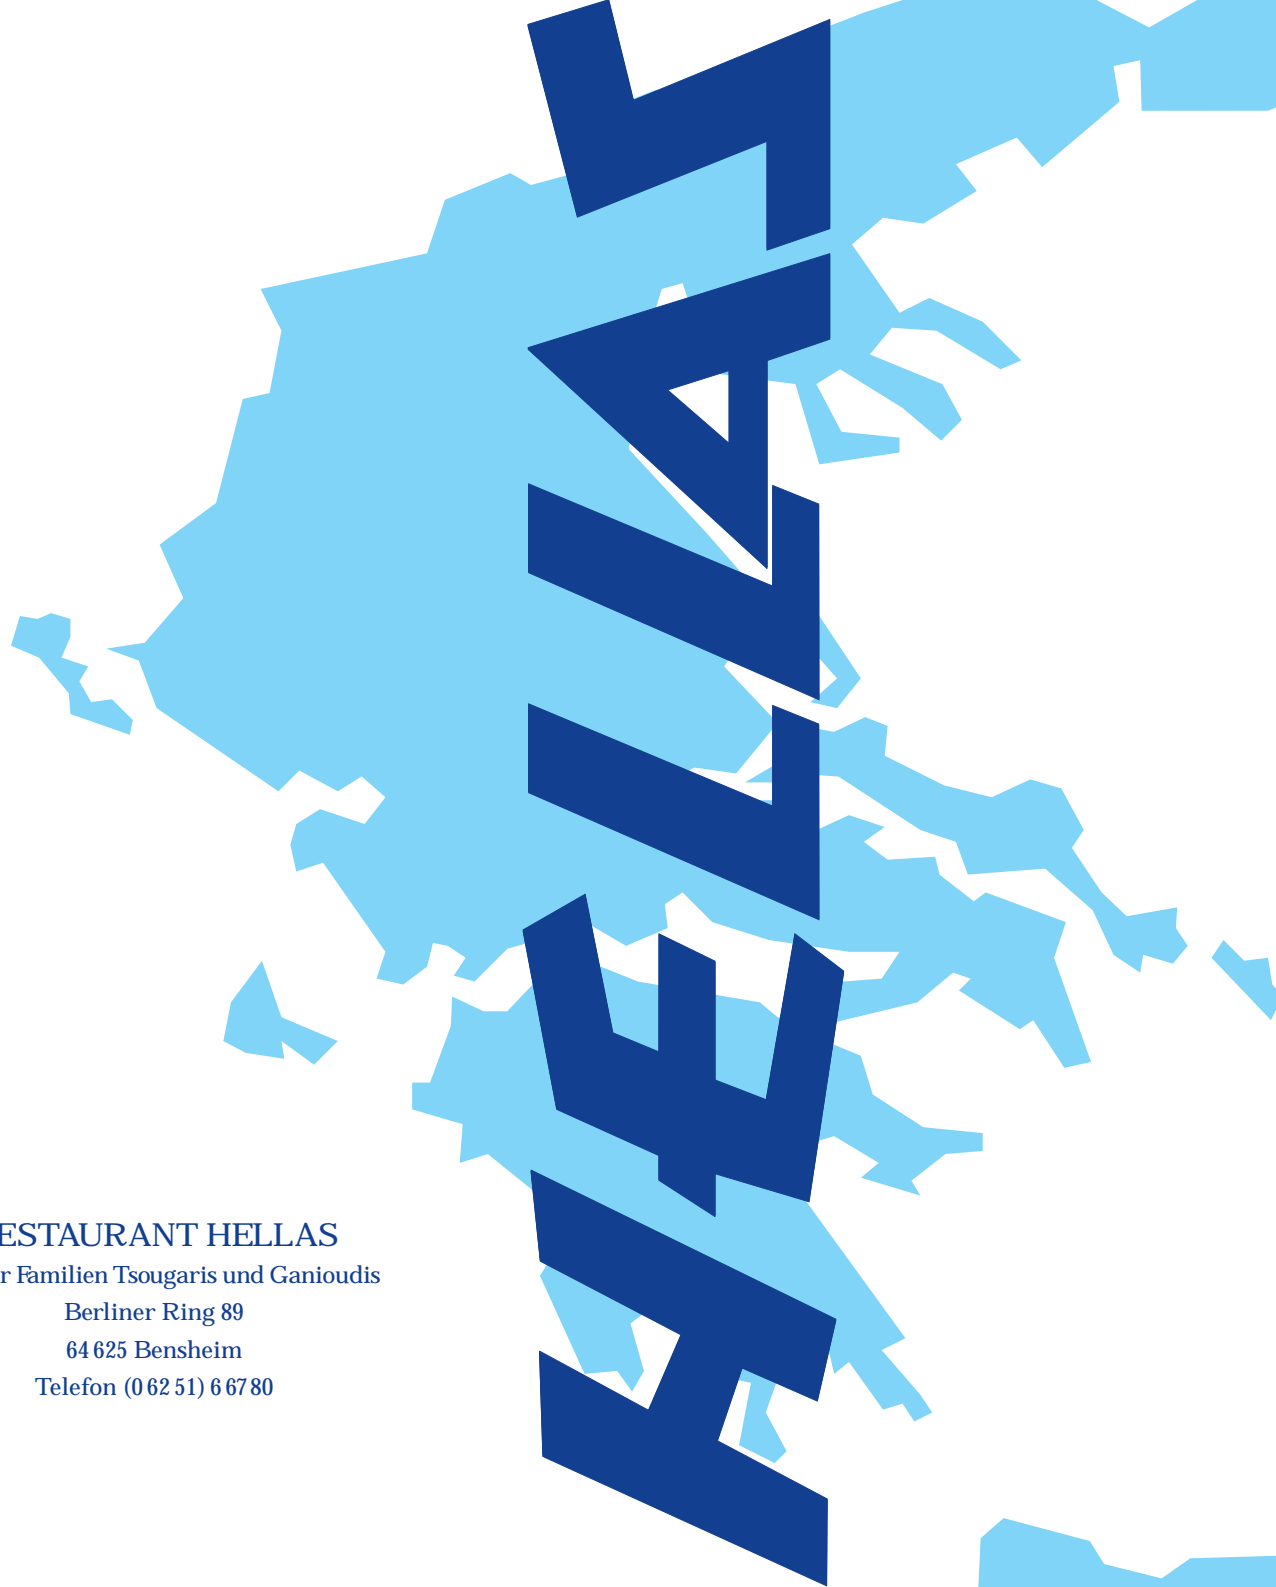 HELLAS
ESTAURANT HELLAS
r Familien Tsougaris und Ganioudis
Berliner Ring 89
64 625 Bensheim
Telefon (0 62 51) 6 67 80